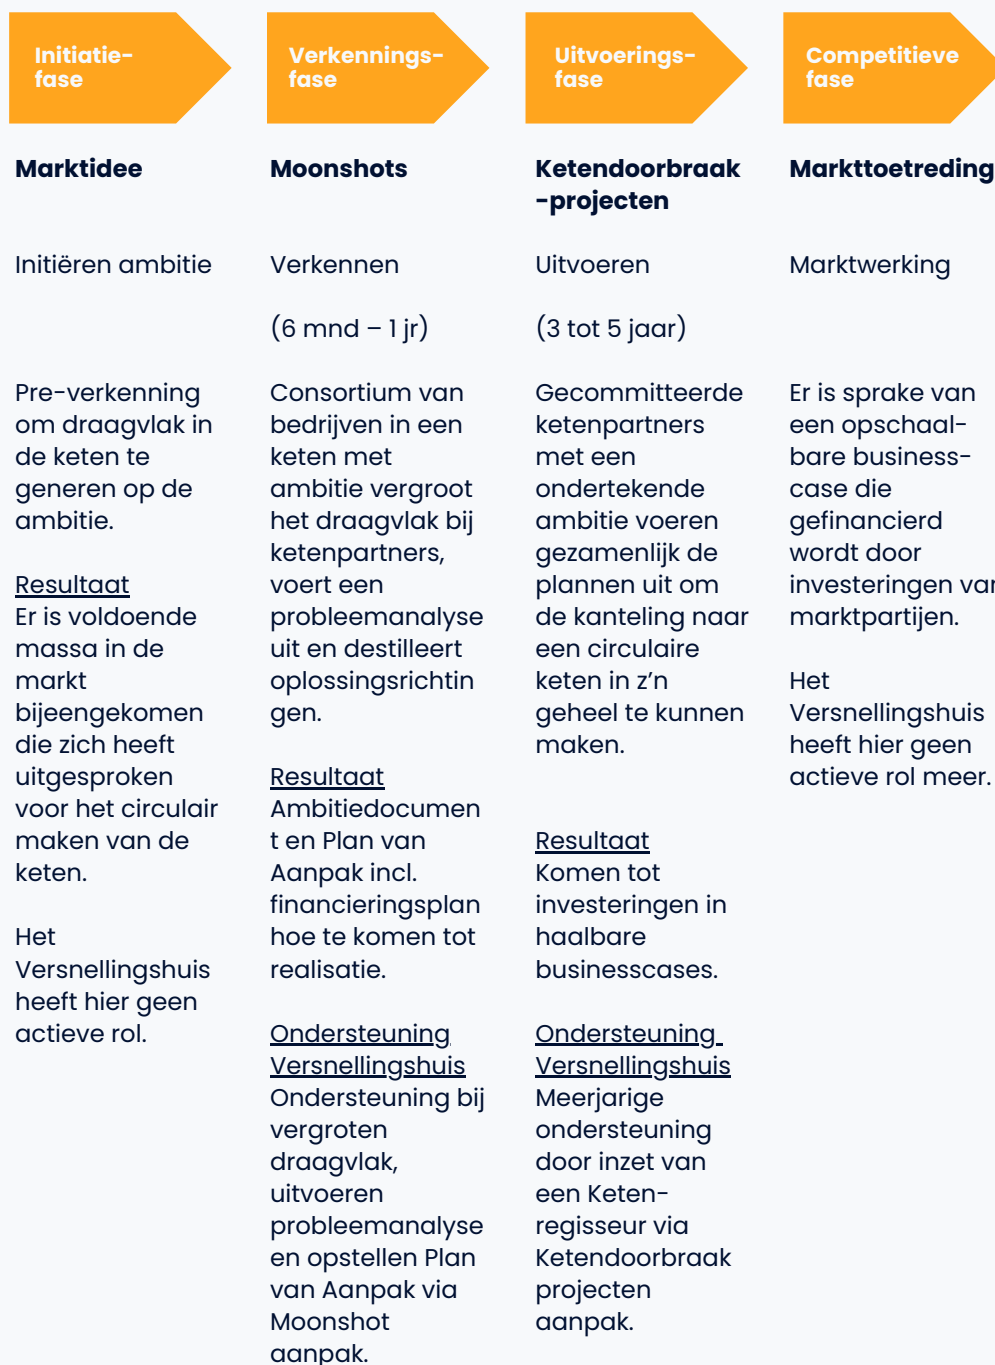 Initiatie-
fase
Verkennings-
fase
Uitvoerings-
fase
Competitieve
fase
Marktidee
Initiëren ambitie
Pre-verkenning
om draagvlak in
de keten te
generen op de
ambitie.
Resultaat
Er is voldoende
massa in de
markt
bijeengekomen
die zich heeft
uitgesproken
voor het circulair
maken van de
keten.
Het
Versnellingshuis
heeft hier geen
actieve rol.
Moonshots
Verkennen
(6 mnd – 1 jr)
Consortium van
bedrijven in een
keten met
ambitie vergroot
het draagvlak bij
ketenpartners,
voert een
probleemanalyse
uit en destilleert
oplossingsrichtin
gen.
Resultaat
Ambitiedocumen
t en Plan van
Aanpak incl.
financieringsplan
hoe te komen tot
realisatie.
Ondersteuning
Versnellingshuis
Ondersteuning bij
vergroten
draagvlak,
uitvoeren
probleemanalyse
en opstellen Plan
van Aanpak via
Moonshot
aanpak.
Ketendoorbraak
-projecten
Uitvoeren
(3 tot 5 jaar)
Gecommitteerde
ketenpartners
met een
ondertekende
ambitie voeren
gezamenlijk de
plannen uit om
de kanteling naar
een circulaire
keten in z'n
geheel te kunnen
maken.
Resultaat
Komen tot
investeringen in
haalbare
businesscases.
Ondersteuning
Versnellingshuis
Meerjarige
ondersteuning
door inzet van
een Keten-
regisseur via
Ketendoorbraak
projecten
aanpak.
Markttoetreding
Marktwerking
Er is sprake van
een opschaal-
bare business-
case die
gefinancierd
wordt door
investeringen van
marktpartijen.
Het
Versnellingshuis
heeft hier geen
actieve rol meer.